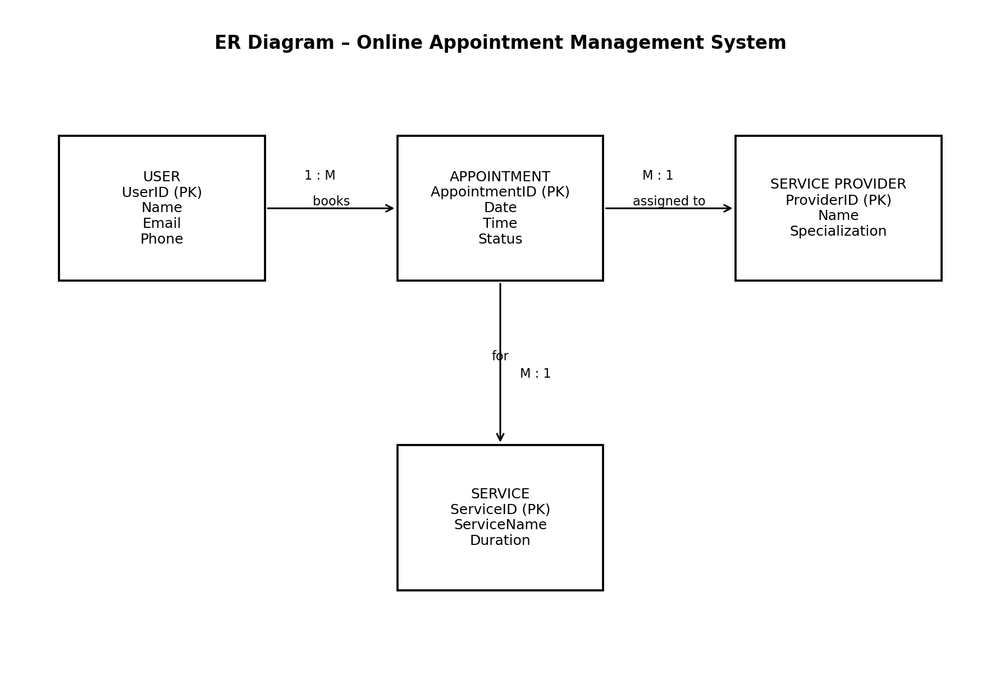 ER Diagram – Online Appointment Management System
USER
UserID (PK)
Name
Email
Phone
1 : M
books
APPOINTMENT
AppointmentID (PK)
Date
Time
Status
M : 1
assigned to
SERVICE PROVIDER
ProviderID (PK)
Name
Specialization
for
M : 1
SERVICE
ServiceID (PK)
ServiceName
Duration